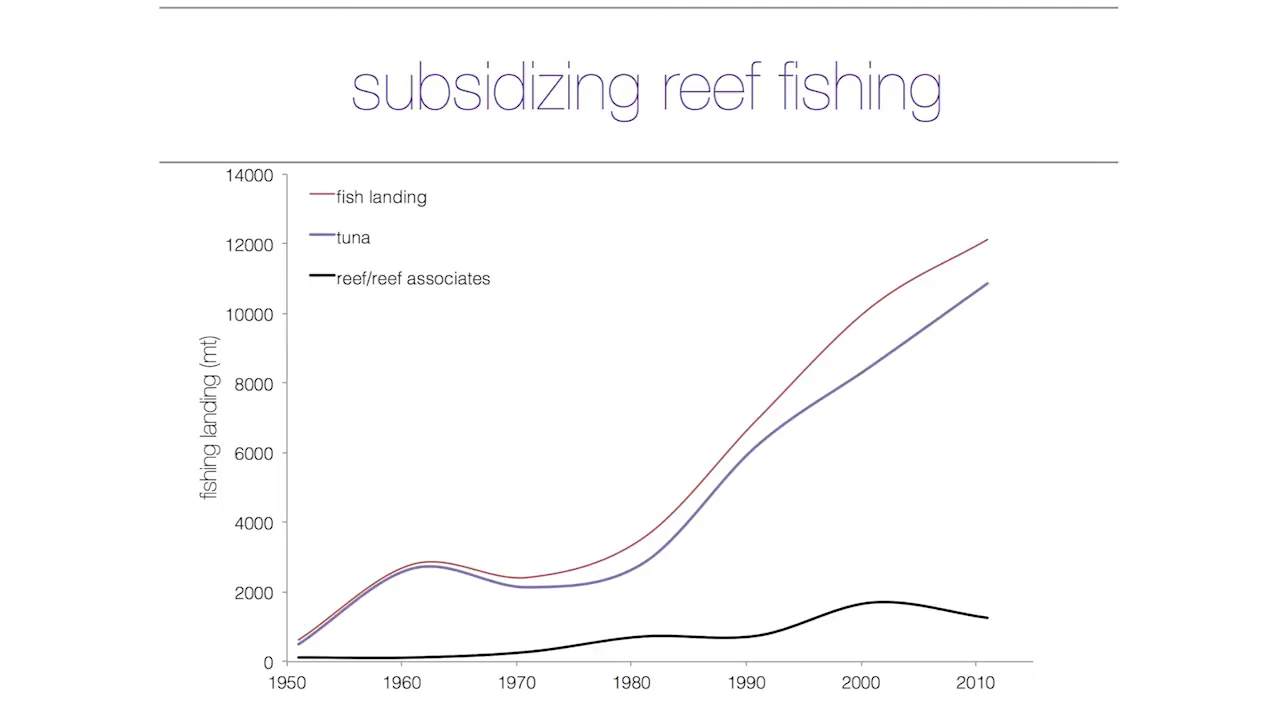 subsidizing reef fishing
14000
12000
10000
8000
6000
4000
2000
0
fishing landing (mt)
fish landing
tuna
reef/reef associates
1950 1960 1970 1980 1990 2000 2010